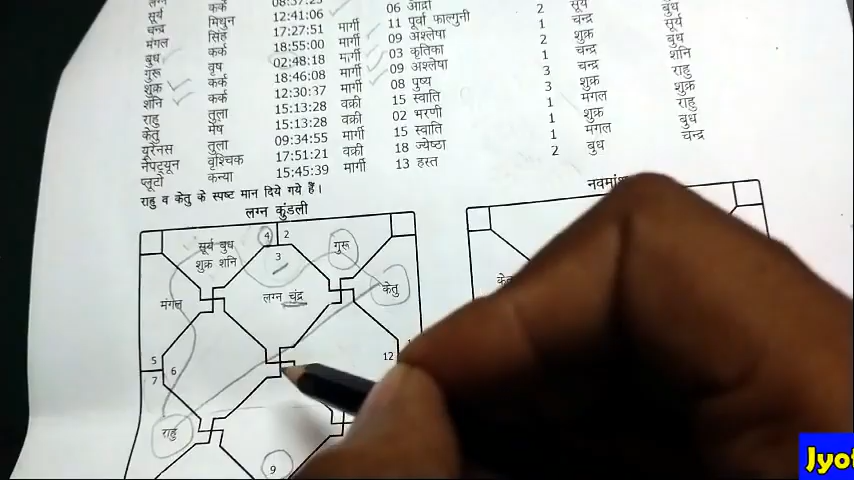 लग्न कर्क 08:37:25
सूर्य मिथुन 12:41:06 06 आर्द्रा 2 सूर्य बुध
चन्द्र सिंह 17:27:51 मार्गी 11 पूर्वा फाल्गुनी 1 चन्द्र सूर्य
मंगल कर्क 18:55:00 मार्गी 09 अश्लेषा 2 शुक्र बुध
बुध वृष 02:48:18 मार्गी 03 कृतिका 1 चन्द्र शनि
गुरू कर्क 18:46:08 मार्गी 09 अश्लेषा 3 चन्द्र राहु
शुक्र कर्क 12:30:37 मार्गी 08 पुष्य 3 शुक्र शुक्र
शनि तुला 15:13:28 वक्री 15 स्वाति 1 मंगल राहु
राहु मेष 15:13:28 वक्री 02 भरणी 1 शुक्र बुध
केतु तुला 09:34:55 मार्गी 15 स्वाति 1 मंगल चन्द्र
यूरेनस वृश्चिक 17:51:21 वक्री 18 ज्येष्ठा 2 बुध
नेपट्यून कन्या 15:45:39 मार्गी 13 हस्त
प्लूटो
राहु व केतु के स्पष्ट मान दिये गये हैं।
लग्न कुंडली
नवमांश
4 2
सूर्य बुध गुरू
शुक्र शनि 3
लग्न चंद्र केतु
मंगल
12
5
7 6
राहु
9
Jyot